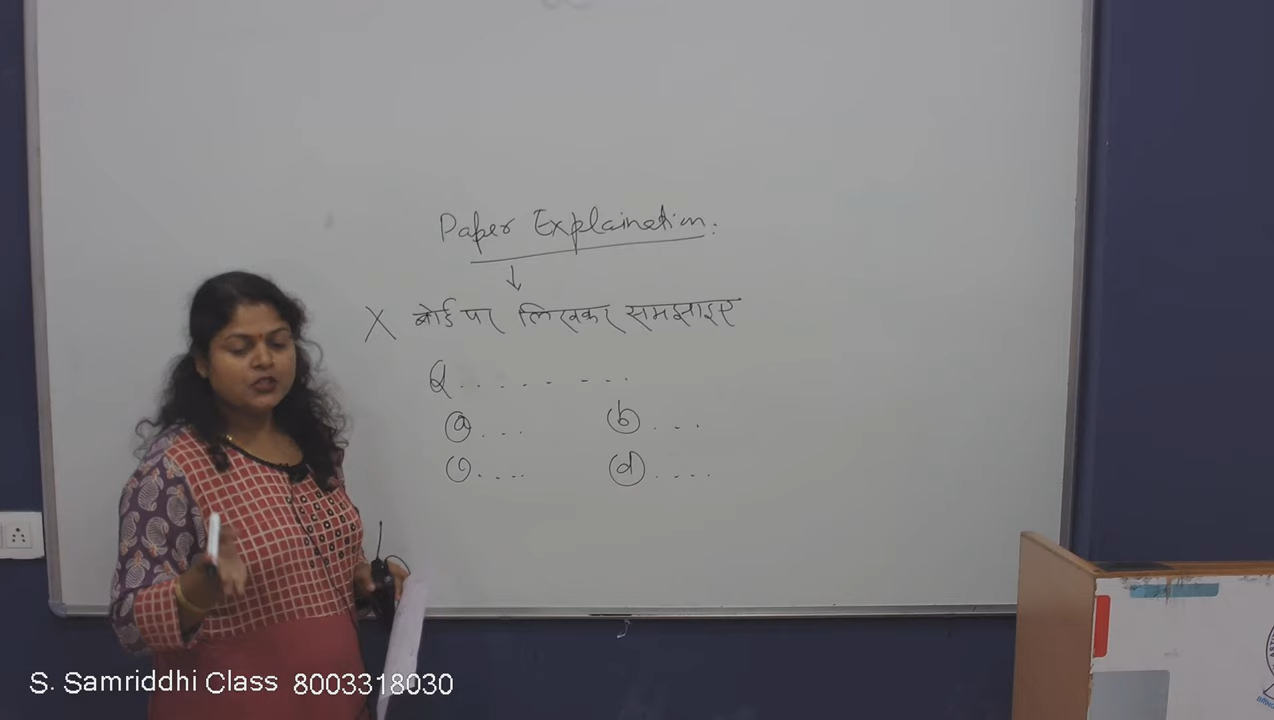 Paper Explaination:
↓
X बोर्ड पर लिखकर समझाइए
Q. . . . . . . .
ⓐ . . . ⓑ . . . .
ⓒ . . . . ⓓ . . . .
S. Samriddhi Class 8003318030